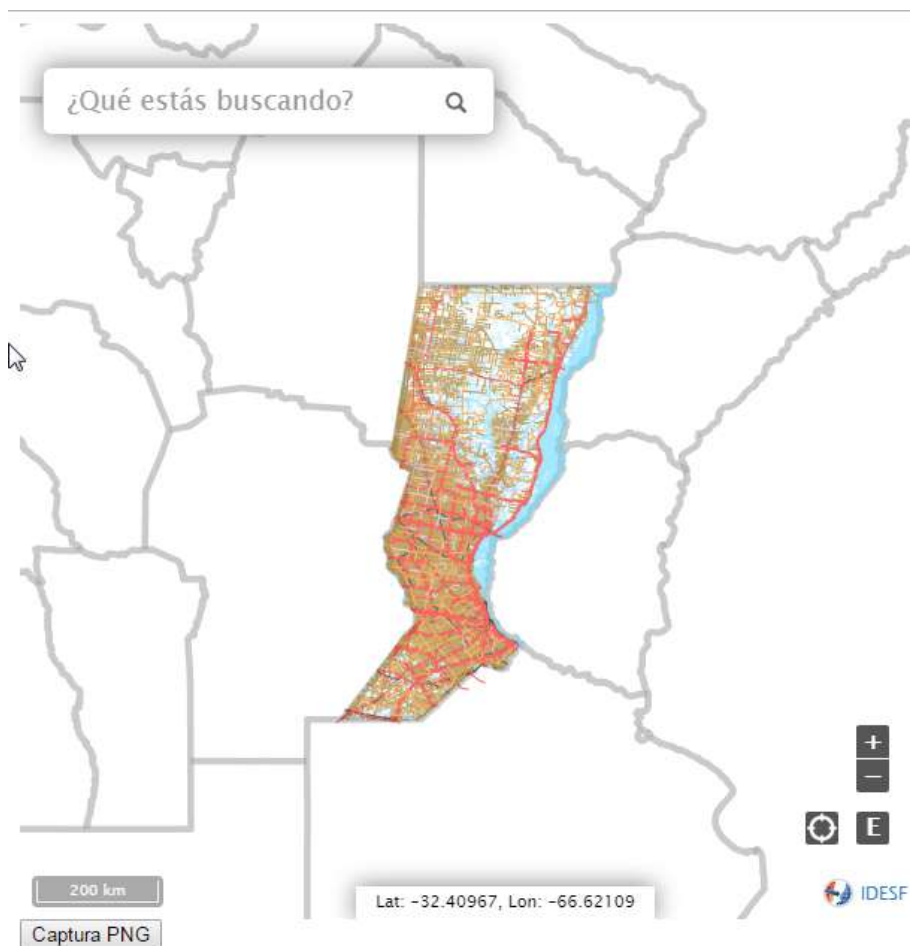 ¿Qué estás buscando?
+
−
E
200 km
Lat: -32.40967, Lon: -66.62109
IDESF
Captura PNG